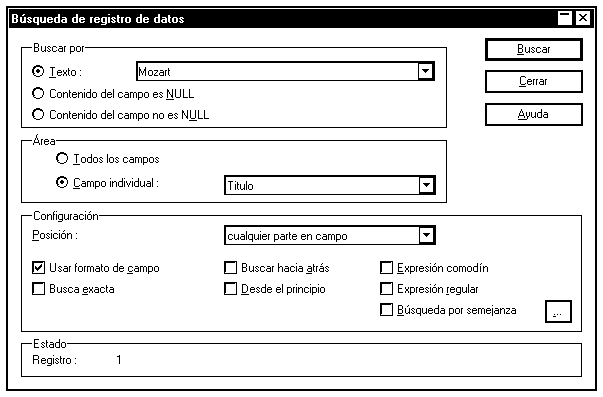 Búsqueda de registro de datos
Buscar por
Texto : Mozart
Contenido del campo es NULL
Contenido del campo no es NULL
Buscar
Cerrar
Ayuda
Área
Todos los campos
Campo individual : Titulo
Configuración
Posición : cualquier parte en campo
Usar formato de campo Buscar hacia atrás Expresión comodín
Busca exacta Desde el principio Expresión regular
Búsqueda por semejanza ...
Estado
Registro : 1